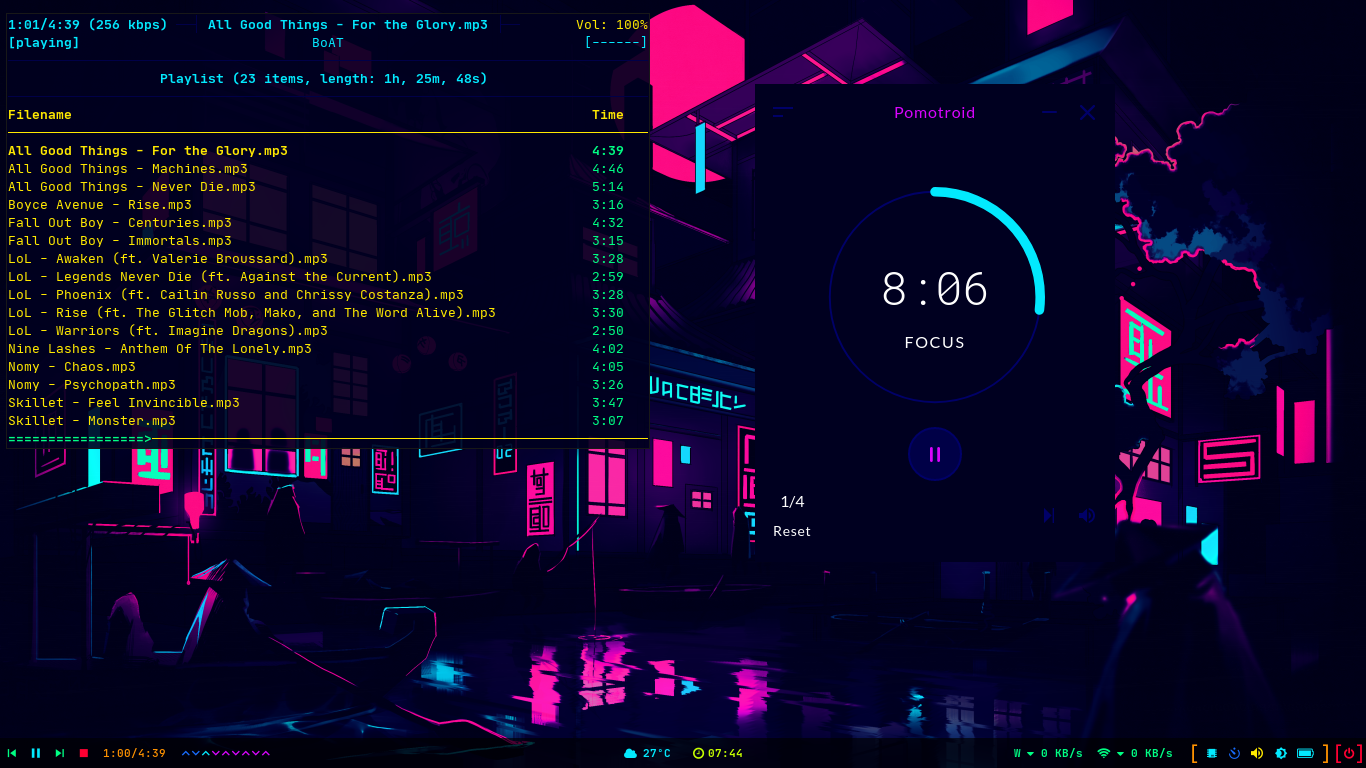 1:01/4:39 (256 kbps) All Good Things - For the Glory.mp3 Vol: 100%
[playing] BoAT [------]
Playlist (23 items, length: 1h, 25m, 48s)
Filename Time
All Good Things - For the Glory.mp3 4:39
All Good Things - Machines.mp3 4:46
All Good Things - Never Die.mp3 5:14
Boyce Avenue - Rise.mp3 3:16
Fall Out Boy - Centuries.mp3 4:32
Fall Out Boy - Immortals.mp3 3:15
LoL - Awaken (ft. Valerie Broussard).mp3 3:28
LoL - Legends Never Die (ft. Against the Current).mp3 2:59
LoL - Phoenix (ft. Cailin Russo and Chrissy Costanza).mp3 3:28
LoL - Rise (ft. The Glitch Mob, Mako, and The Word Alive).mp3 3:30
LoL - Warriors (ft. Imagine Dragons).mp3 2:50
Nine Lashes - Anthem Of The Lonely.mp3 4:02
Nomy - Chaos.mp3 4:05
Nomy - Psychopath.mp3 3:26
Skillet - Feel Invincible.mp3 3:47
Skillet - Monster.mp3 3:07
Pomotroid
8:06
FOCUS
1/4
Reset
1:00/4:39 27°C 07:44 W 0 KB/s 0 KB/s